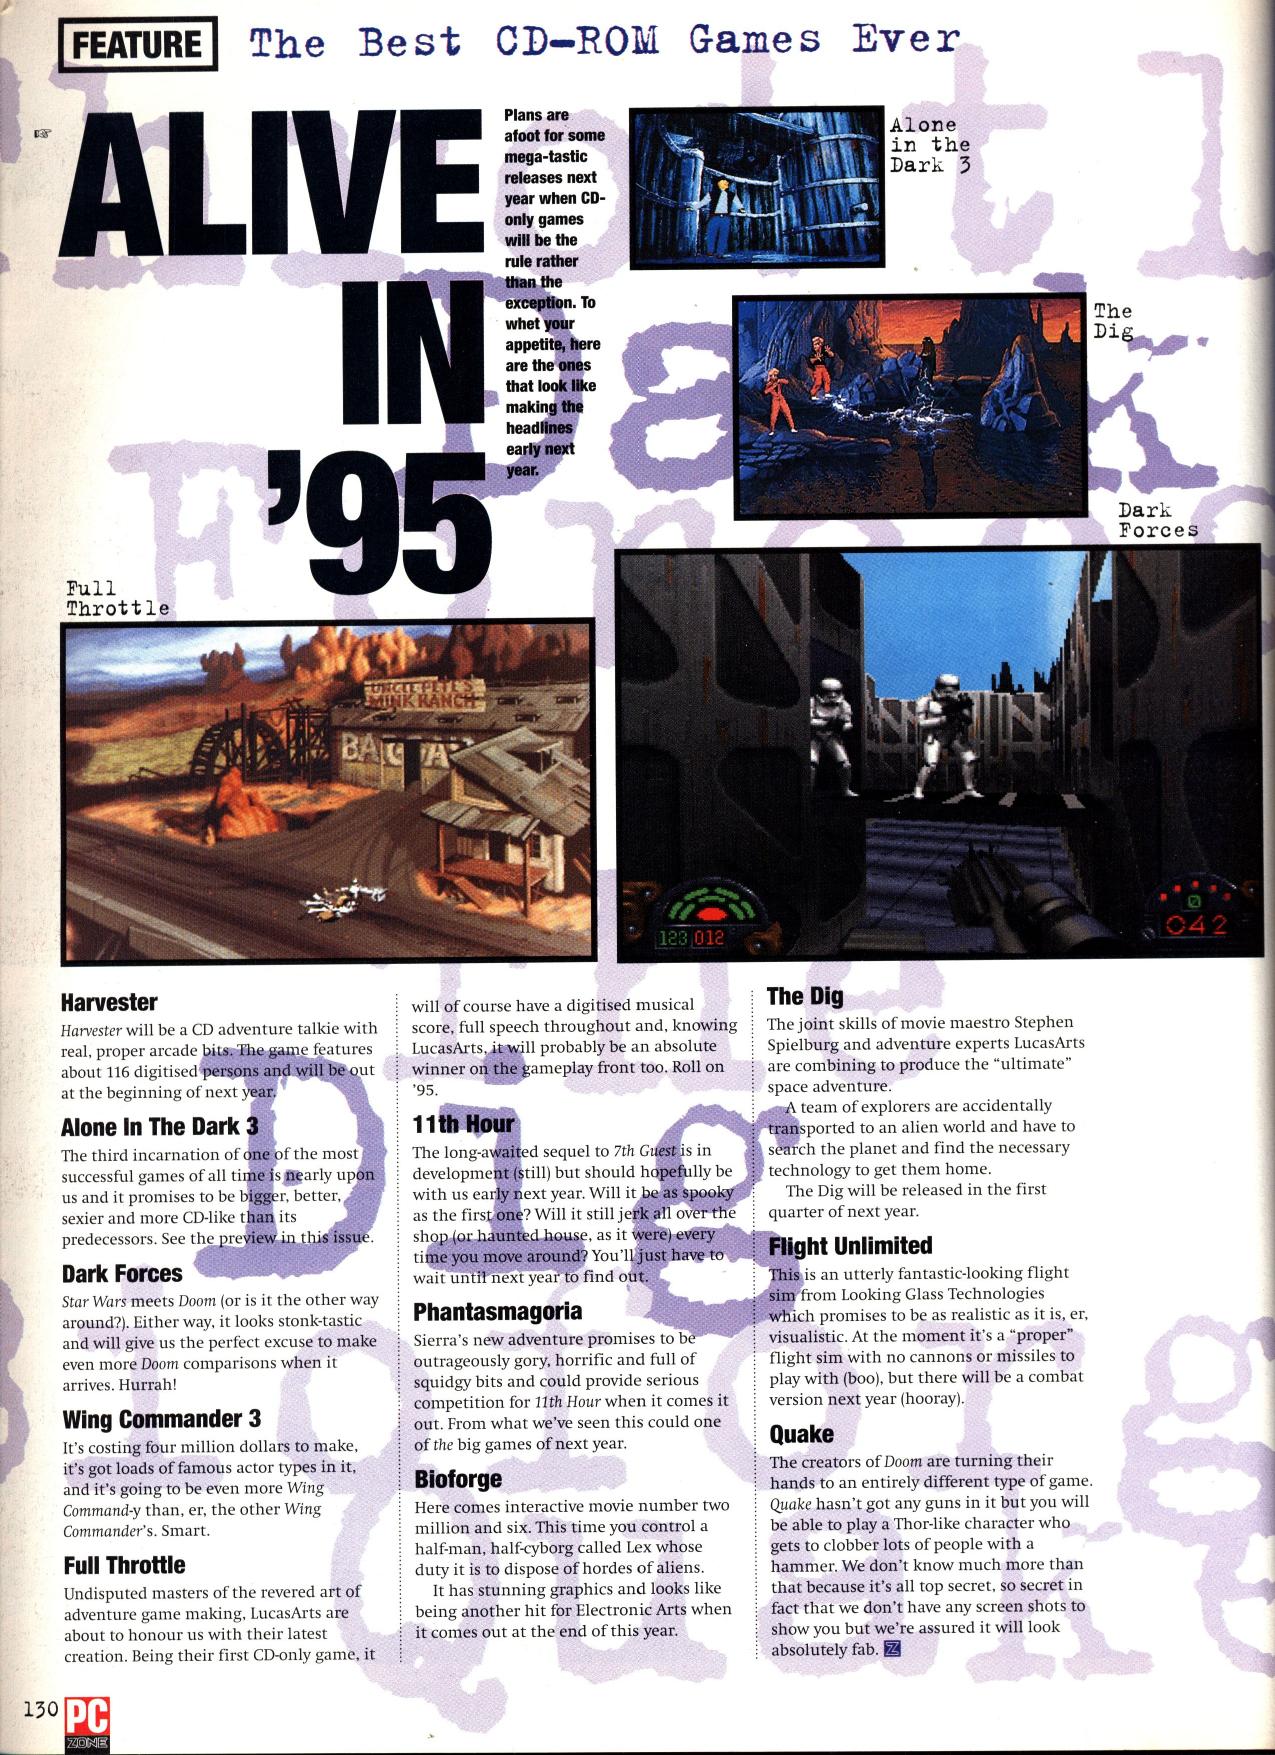 FEATURE
The Best CD-ROM Games Ever
ALIVE
IN
'95
Plans are
afoot for some
mega-tastic
releases next
year when CD-
only games
will be the
rule rather
than the
exception. To
whet your
appetite, here
are the ones
that look like
making the
headlines
early next
year.
Alone
in the
Dark 3
The
Dig
Dark
Forces
Full
Throttle
UNCLE PETE'S
MINK RANCH
123 012
0
042
Harvester
Harvester will be a CD adventure talkie with
real, proper arcade bits. The game features
about 116 digitised persons and will be out
at the beginning of next year.
Alone In The Dark 3
The third incarnation of one of the most
successful games of all time is nearly upon
us and it promises to be bigger, better,
sexier and more CD-like than its
predecessors. See the preview in this issue.
Dark Forces
Star Wars meets Doom (or is it the other way
around?). Either way, it looks stonk-tastic
and will give us the perfect excuse to make
even more Doom comparisons when it
arrives. Hurrah!
Wing Commander 3
It's costing four million dollars to make,
it's got loads of famous actor types in it,
and it's going to be even more Wing
Command-y than, er, the other Wing
Commander's. Smart.
Full Throttle
Undisputed masters of the revered art of
adventure game making, LucasArts are
about to honour us with their latest
creation. Being their first CD-only game, it
will of course have a digitised musical
score, full speech throughout and, knowing
LucasArts, it will probably be an absolute
winner on the gameplay front too. Roll on
'95.
11th Hour
The long-awaited sequel to 7th Guest is in
development (still) but should hopefully be
with us early next year. Will it be as spooky
as the first one? Will it still jerk all over the
shop (or haunted house, as it were) every
time you move around? You'll just have to
wait until next year to find out.
Phantasmagoria
Sierra's new adventure promises to be
outrageously gory, horrific and full of
squidgy bits and could provide serious
competition for 11th Hour when it comes it
out. From what we've seen this could one
of the big games of next year.
Bioforge
Here comes interactive movie number two
million and six. This time you control a
half-man, half-cyborg called Lex whose
duty it is to dispose of hordes of aliens.
It has stunning graphics and looks like
being another hit for Electronic Arts when
it comes out at the end of this year.
The Dig
The joint skills of movie maestro Stephen
Spielburg and adventure experts LucasArts
are combining to produce the “ultimate”
space adventure.
A team of explorers are accidentally
transported to an alien world and have to
search the planet and find the necessary
technology to get them home.
The Dig will be released in the first
quarter of next year.
Flight Unlimited
This is an utterly fantastic-looking flight
sim from Looking Glass Technologies
which promises to be as realistic as it is, er,
visualistic. At the moment it's a “proper”
flight sim with no cannons or missiles to
play with (boo), but there will be a combat
version next year (hooray).
Quake
The creators of Doom are turning their
hands to an entirely different type of game.
Quake hasn't got any guns in it but you will
be able to play a Thor-like character who
gets to clobber lots of people with a
hammer. We don't know much more than
that because it's all top secret, so secret in
fact that we don't have any screen shots to
show you but we're assured it will look
absolutely fab. Z
130
PC
ZONE